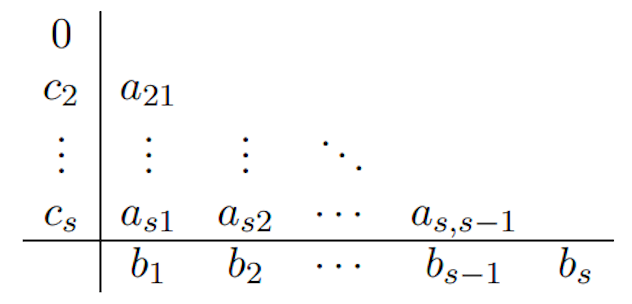 0
c₂ a₂₁
⋮ ⋮ ⋮ ⋱
cₛ aₛ₁ aₛ₂ ⋯ aₛ,ₛ₋₁
b₁ b₂ ⋯ bₛ₋₁ bₛ